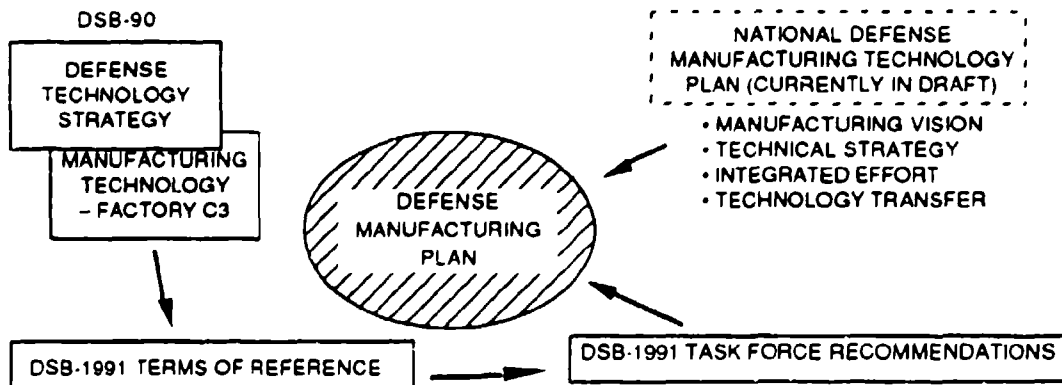 DSB-90
DEFENSE
TECHNOLOGY
STRATEGY
MANUFACTURING
TECHNOLOGY
– FACTORY C3
NATIONAL DEFENSE
MANUFACTURING TECHNOLOGY
PLAN (CURRENTLY IN DRAFT)
• MANUFACTURING VISION
• TECHNICAL STRATEGY
• INTEGRATED EFFORT
• TECHNOLOGY TRANSFER
DEFENSE
MANUFACTURING
PLAN
DSB-1991 TERMS OF REFERENCE
DSB-1991 TASK FORCE RECOMMENDATIONS